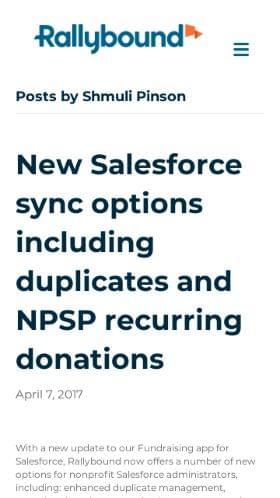 Rallybound
Posts by Shmuli Pinson
New Salesforce
sync options
including
duplicates and
NPSP recurring
donations
April 7, 2017
With a new update to our Fundraising app for
Salesforce, Rallybound now offers a number of new
options for nonprofit Salesforce administrators,
including: enhanced duplicate management,